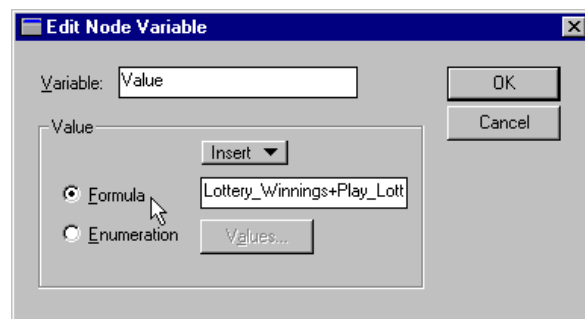 Edit Node Variable
Variable: Value
OK
Cancel
Value
Insert
Formula Lottery_Winnings+Play_Lott
Enumeration Values...